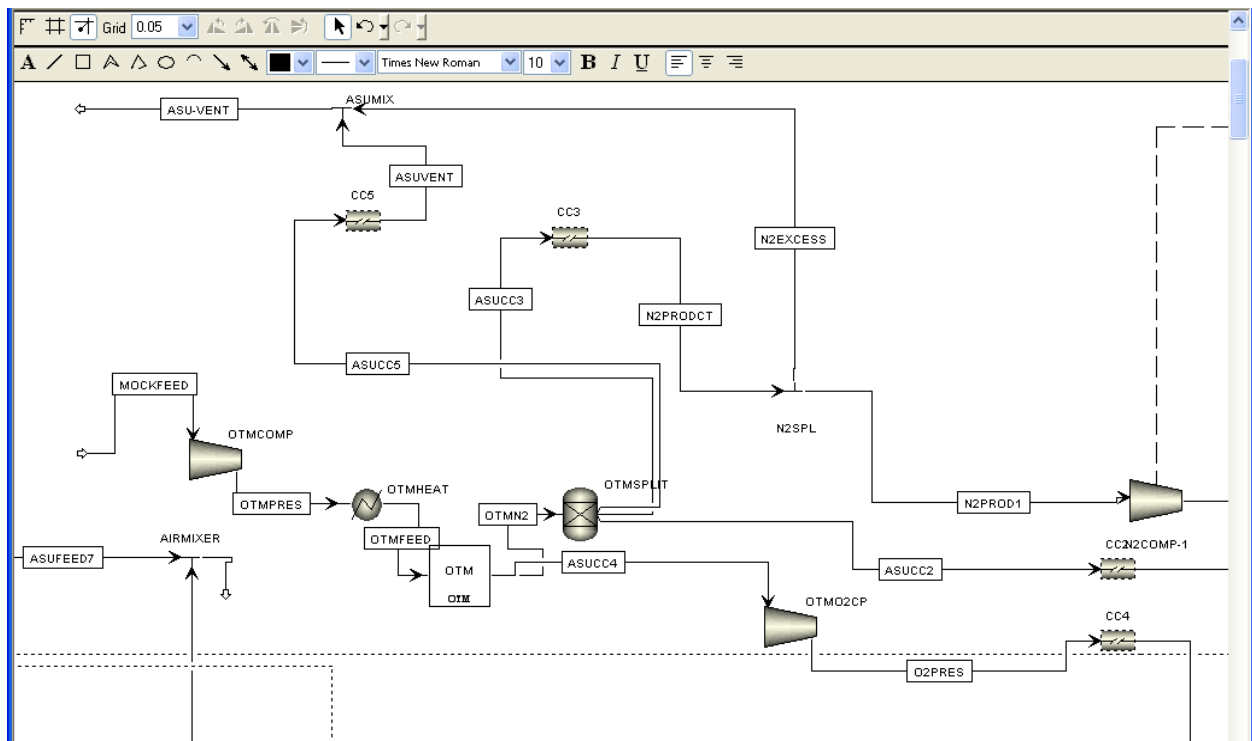 Grid 0.05
A Times New Roman 10 B I U
ASUMIX
ASU-VENT
ASUVENT
CC5
CC3
N2EXCESS
ASUCC3
N2PRODCT
ASUCC5
MOCKFEED
N2SPL
OTMCOMP
OTMHEAT
OTMSPLIT
OTMPRES
N2PROD1
OTMN2
AIRMIXER
OTMFEED
CC2N2COMP-1
ASUFEED7
ASUCC4
OTM
ASUCC2
OTM
OTMO2CP
CC4
O2PRES